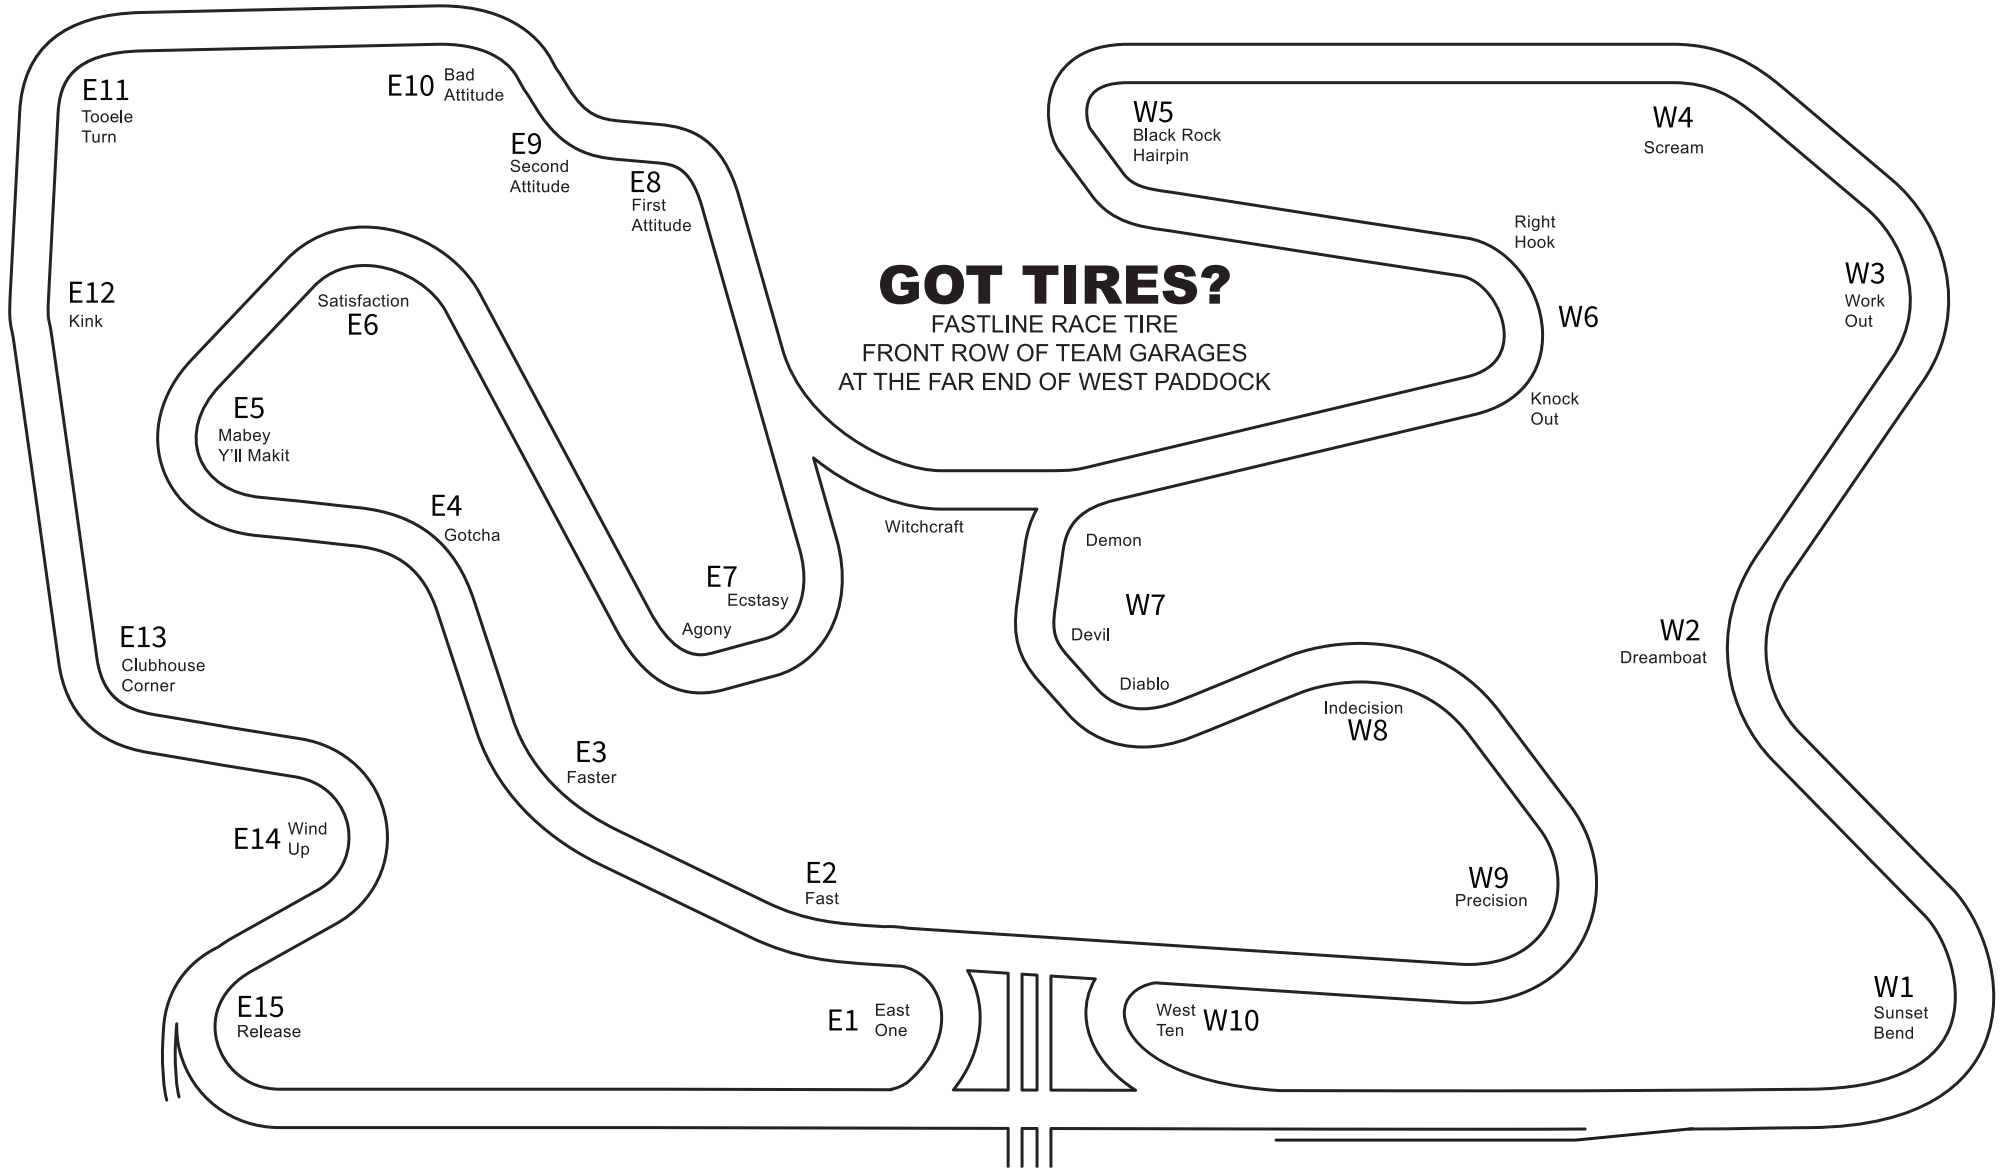 E11
Tooele
Turn
E10
Bad
Attitude
E9
Second
Attitude
E8
First
Attitude
W5
Black Rock
Hairpin
W4
Scream
Right
Hook
W3
Work
Out
E12
Kink
Satisfaction
E6
GOT TIRES?
FASTLINE RACE TIRE
FRONT ROW OF TEAM GARAGES
AT THE FAR END OF WEST PADDOCK
W6
Knock
Out
E5
Mabey
Y'll Makit
E4
Gotcha
Witchcraft
Demon
E7
Ecstasy
Agony
W7
Devil
Diablo
E13
Clubhouse
Corner
W2
Dreamboat
Indecision
W8
E3
Faster
E14
Wind
Up
E2
Fast
W9
Precision
E15
Release
E1
East
One
West
Ten
W10
W1
Sunset
Bend